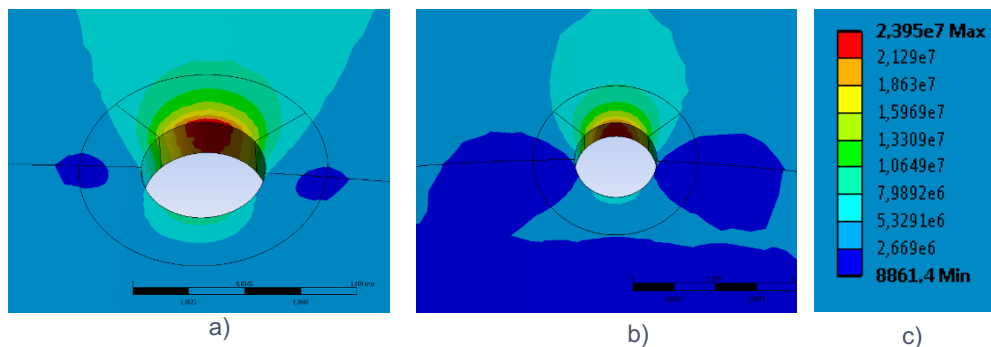 2,395e7 Max
2,129e7
1,863e7
1,5969e7
1,3309e7
1,0649e7
7,9892e6
5,3291e6
2,669e6
8861,4 Min
a)
b)
c)